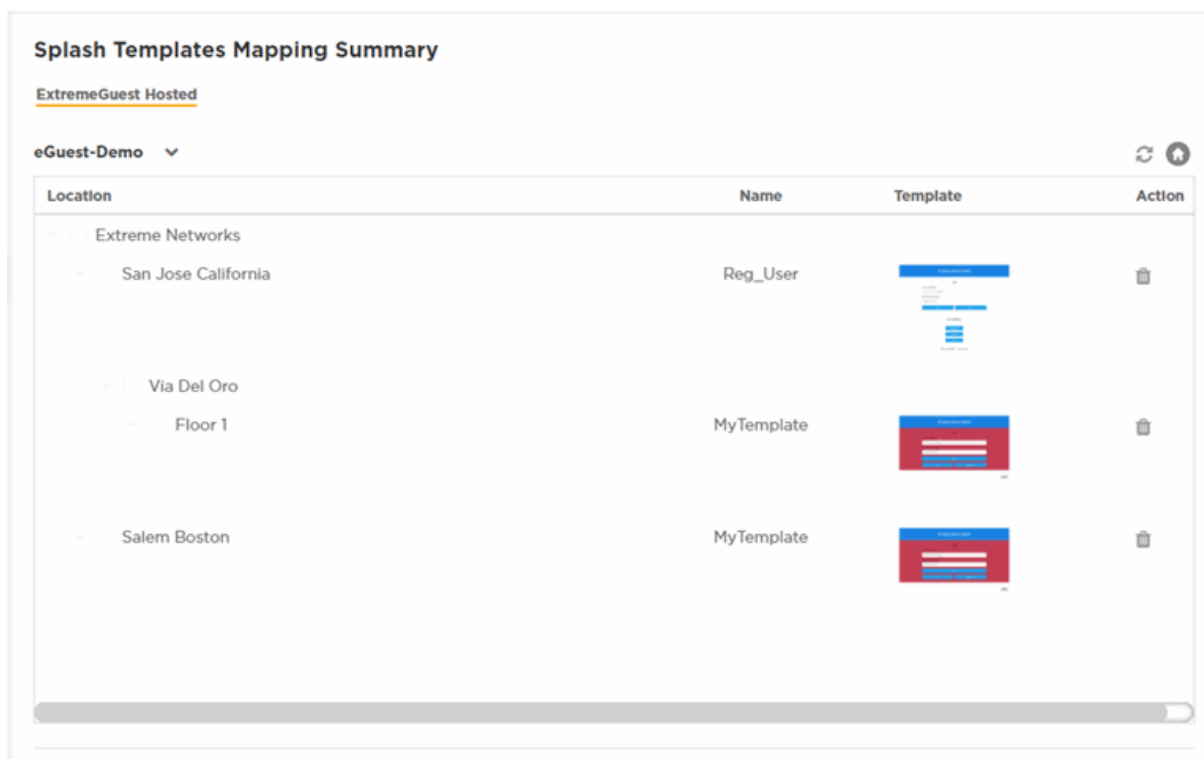 Splash Templates Mapping Summary
ExtremeGuest Hosted
eGuest-Demo
Location Name Template Action
Extreme Networks
San Jose California Reg_User
Via Del Oro
Floor 1 MyTemplate
Salem Boston MyTemplate